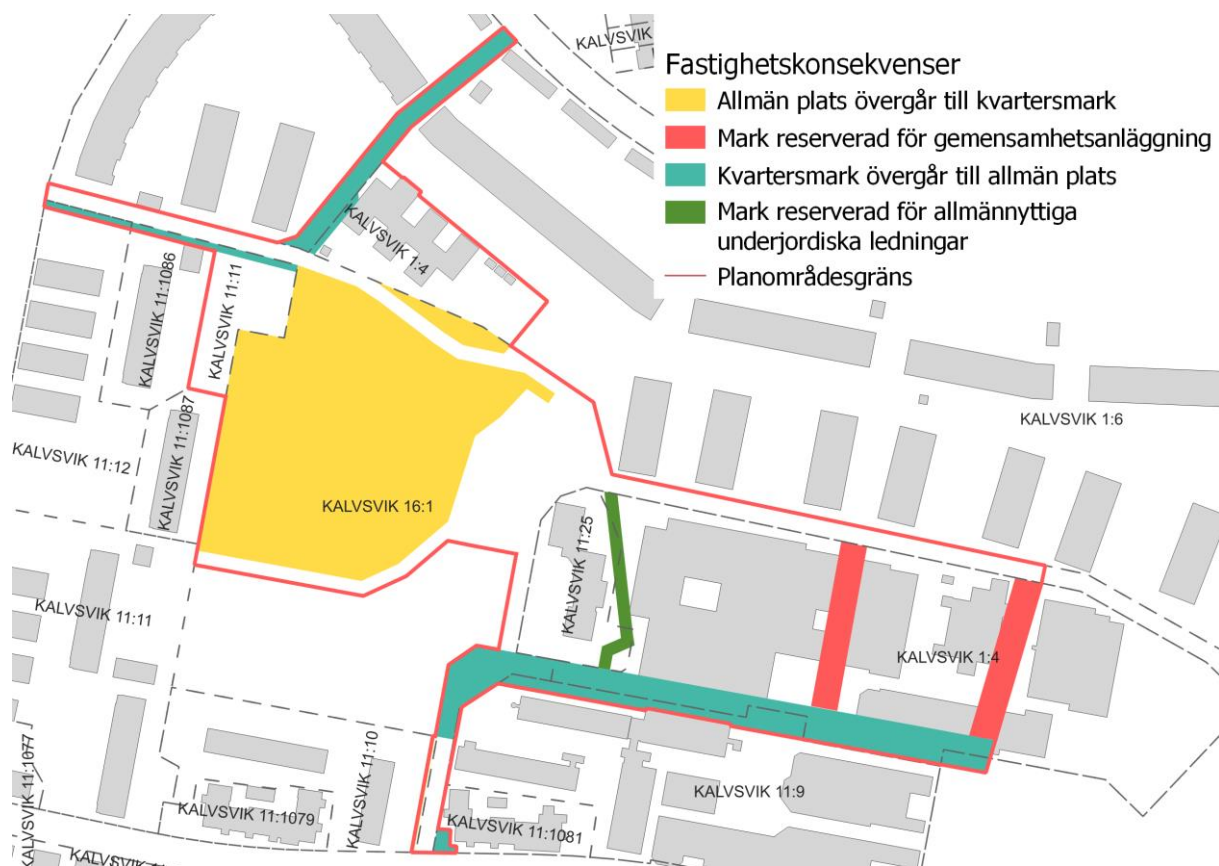 KALVSVIK
Fastighetskonsekvenser
Allmän plats övergår till kvartersmark
Mark reserverad för gemensamhetsanläggning
Kvartersmark övergår till allmän plats
Mark reserverad för allmännyttiga
underjordiska ledningar
Planområdesgräns
KALVSVIK 1:4
KALVSVIK 11:1086
KALVSVIK 11:11
KALVSVIK 11:1087
KALVSVIK 11:12
KALVSVIK 1:6
KALVSVIK 16:1
KALVSVIK 11:25
KALVSVIK 11:11
KALVSVIK 1:4
KALVSVIK 11:1077
KALVSVIK 11:10
KALVSVIK 11:9
KALVSVIK 11:1079
KALVSVIK 11:1081